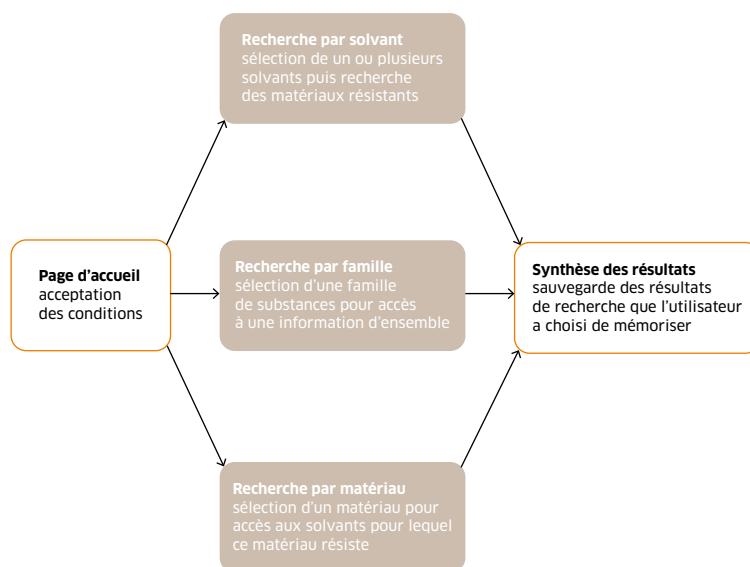 Recherche par solvant
sélection de un ou plusieurs
solvants puis recherche
des matériaux résistants
Page d'accueil
acceptation
des conditions
Recherche par famille
sélection d'une famille
de substances pour accès
à une information d'ensemble
Synthèse des résultats
sauvegarde des résultats
de recherche que l'utilisateur
a choisi de mémoriser
Recherche par matériau
sélection d'un matériau pour
accès aux solvants pour lequel
ce matériau résiste